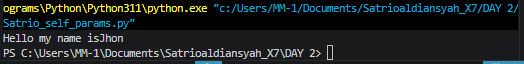 ograms\Python\Python311\python.exe "c:/Users/MM-1/Documents/Satrioaldiansyah_X7/DAY 2/
Satrio_self_params.py"
Hello my name isJhon
PS C:\Users\MM-1\Documents\Satrioaldiansyah_X7\DAY 2>